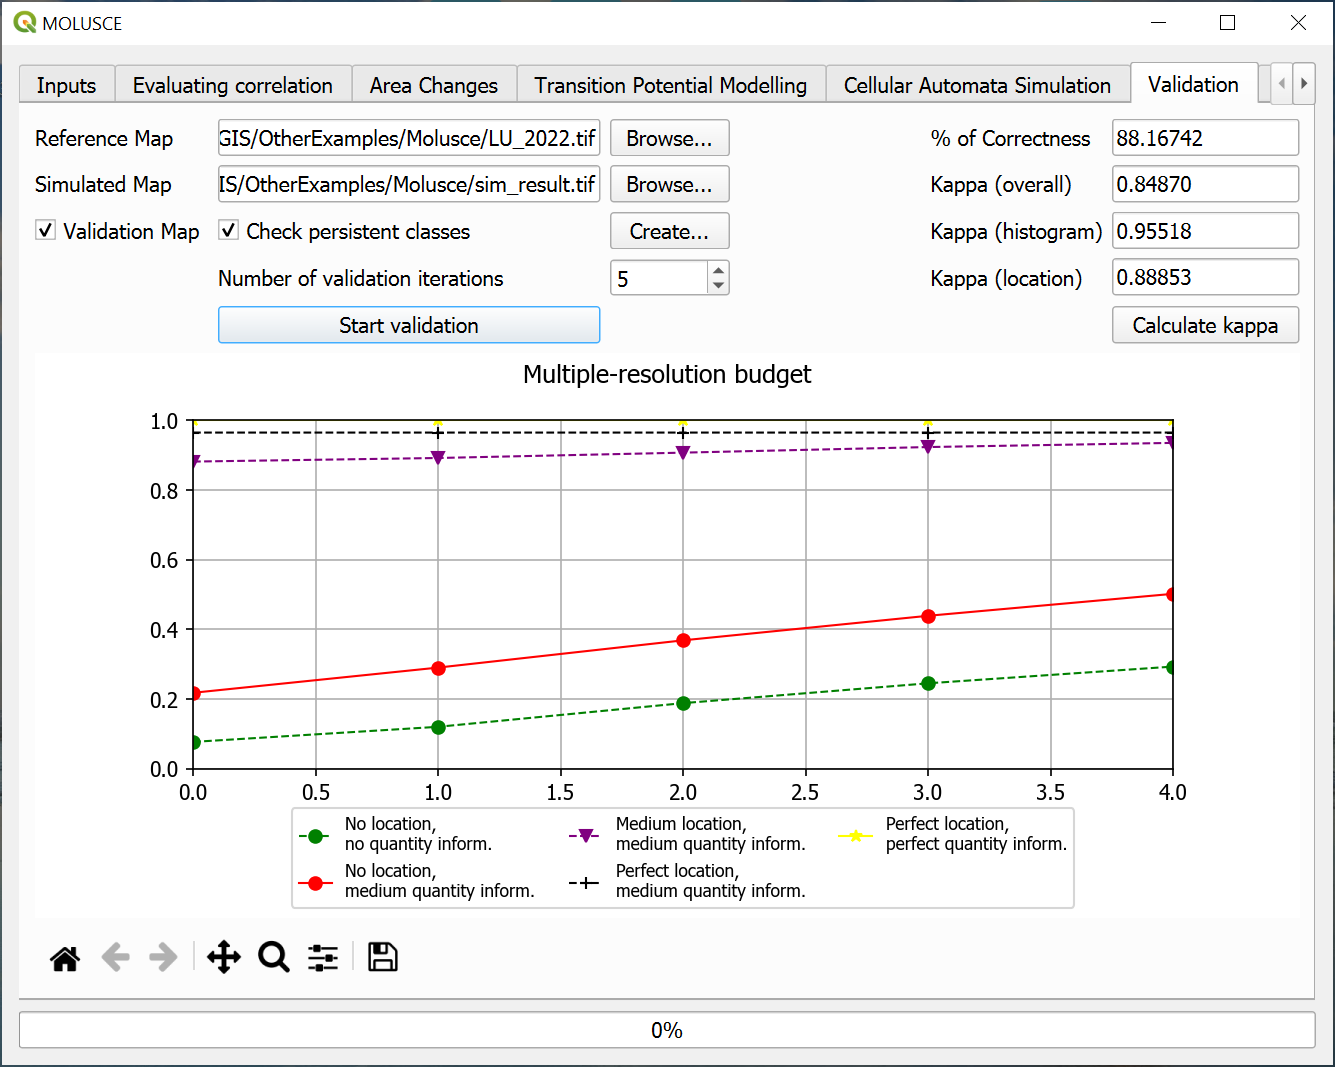 MOLUSCE
Inputs
Evaluating correlation
Area Changes
Transition Potential Modelling
Cellular Automata Simulation
Validation
Reference Map
GIS/OtherExamples/Molusce/LU_2022.tif
Browse...
% of Correctness
88.16742
Simulated Map
IS/OtherExamples/Molusce/sim_result.tif
Browse...
Kappa (overall)
0.84870
Validation Map
Check persistent classes
Create...
Kappa (histogram)
0.95518
Number of validation iterations
5
Kappa (location)
0.88853
Start validation
Calculate kappa
Multiple-resolution budget
1.0
0.8
0.6
0.4
0.2
0.0
0.0 0.5 1.0 1.5 2.0 2.5 3.0 3.5 4.0
No location,
no quantity inform.
No location,
medium quantity inform.
Medium location,
medium quantity inform.
Perfect location,
medium quantity inform.
Perfect location,
perfect quantity inform.
0%